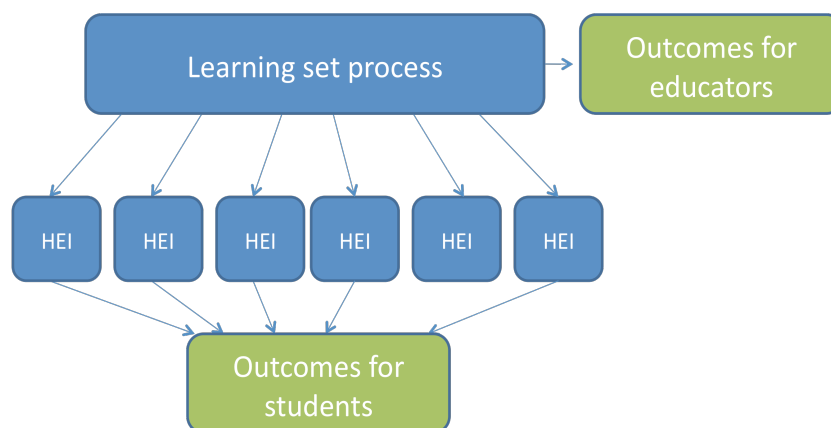 Learning set process
Outcomes for
educators
HEI
HEI
HEI
HEI
HEI
HEI
Outcomes for
students